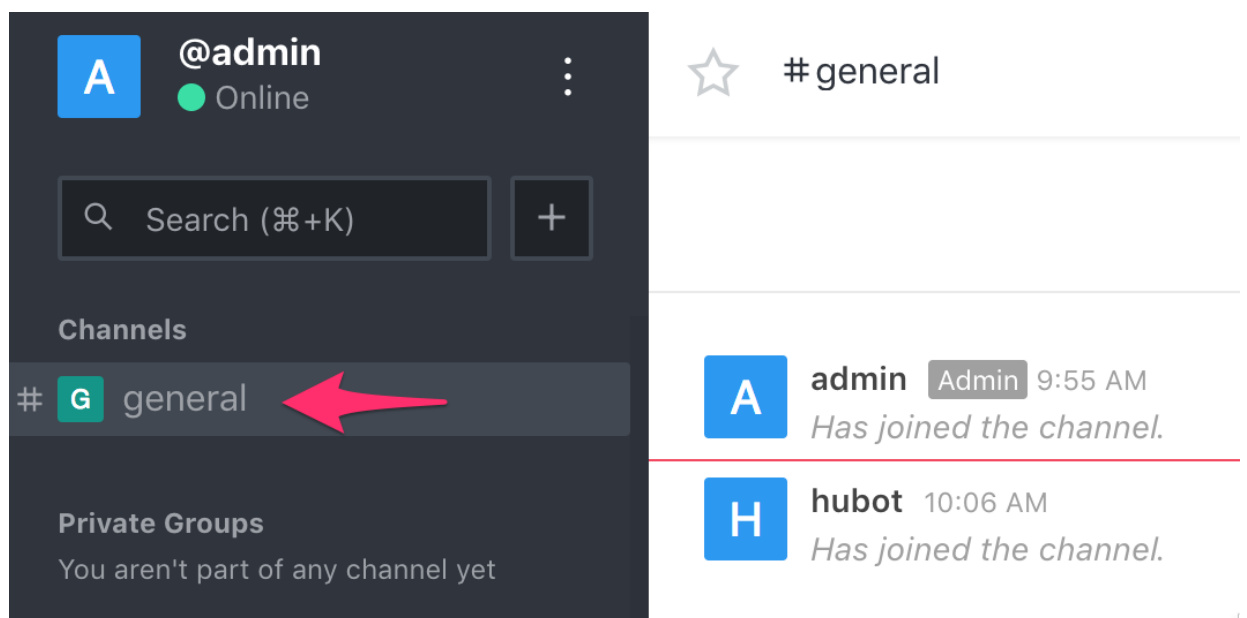 A
@admin
Online
Search (⌘+K)
+
Channels
# G general
Private Groups
You aren't part of any channel yet
#general
A
admin Admin 9:55 AM
Has joined the channel.
H
hubot 10:06 AM
Has joined the channel.